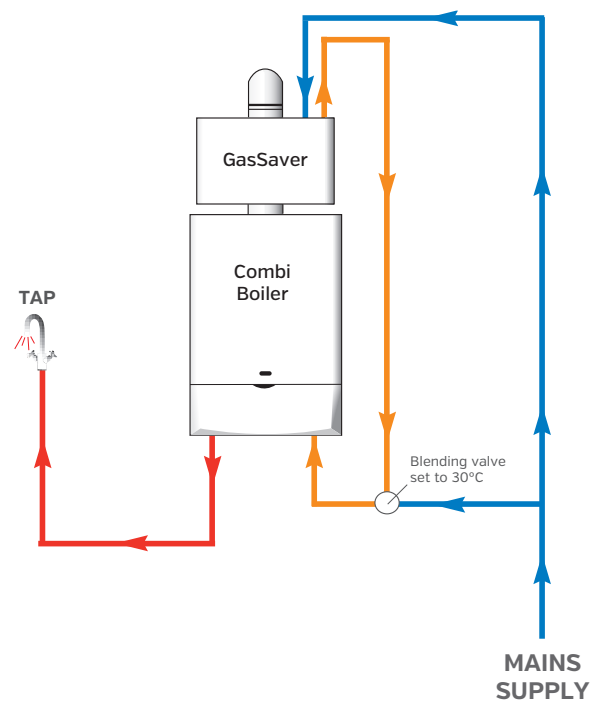 GasSaver
Combi
Boiler
TAP
Blending valve
set to 30°C
MAINS
SUPPLY